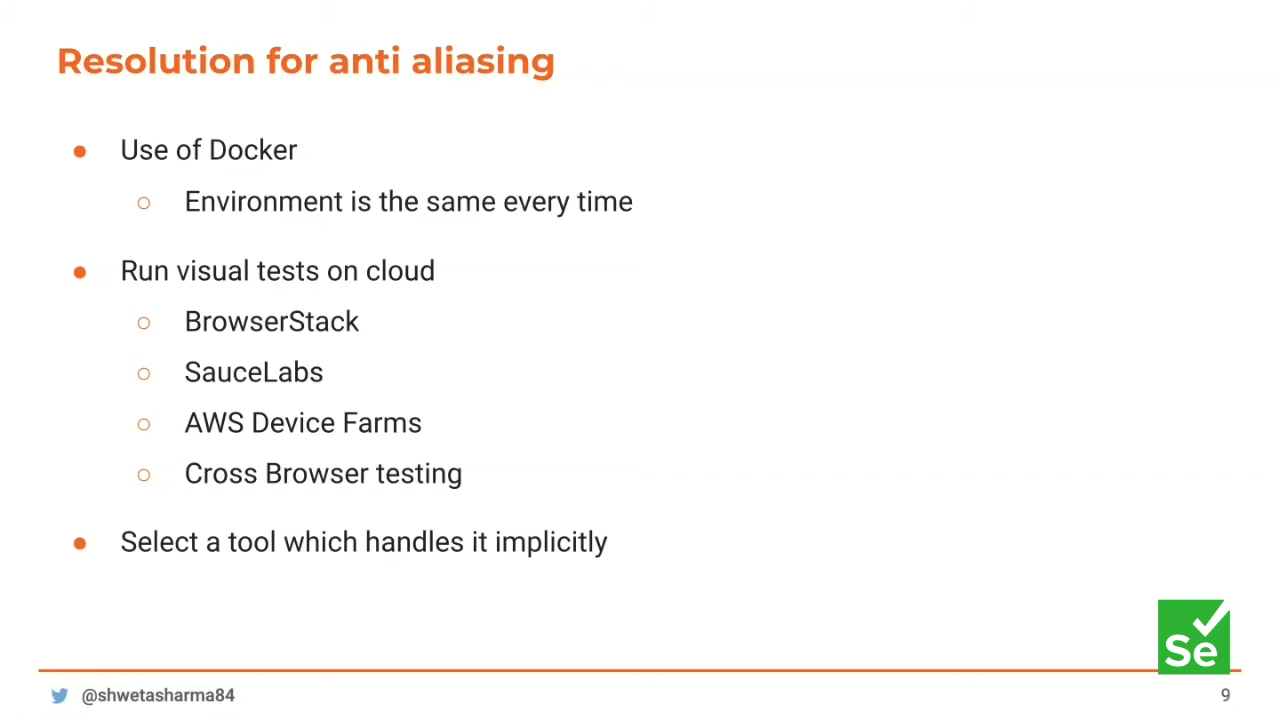 Resolution for anti aliasing
● Use of Docker
○ Environment is the same every time
● Run visual tests on cloud
○ BrowserStack
○ SauceLabs
○ AWS Device Farms
○ Cross Browser testing
● Select a tool which handles it implicitly
Se
@shwetasharma84
9